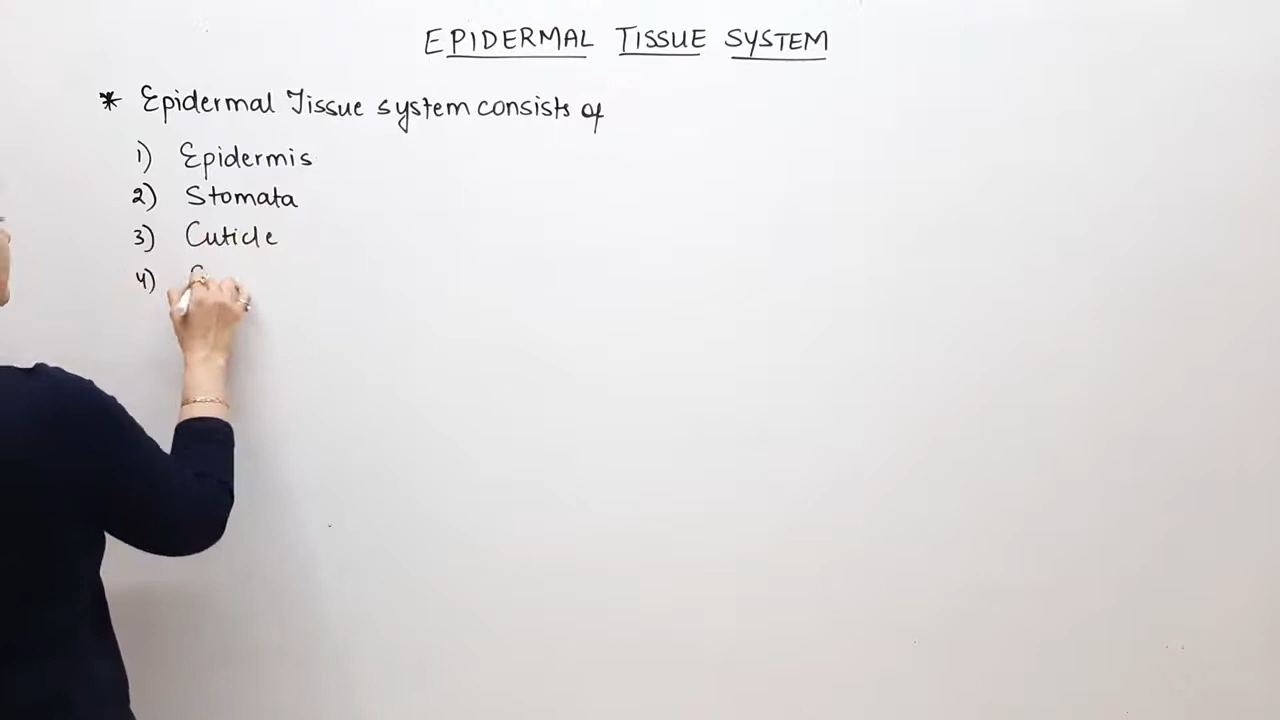 EPIDERMAL TISSUE SYSTEM
* Epidermal Tissue system consists of
1) Epidermis
2) Stomata
3) Cuticle
4)